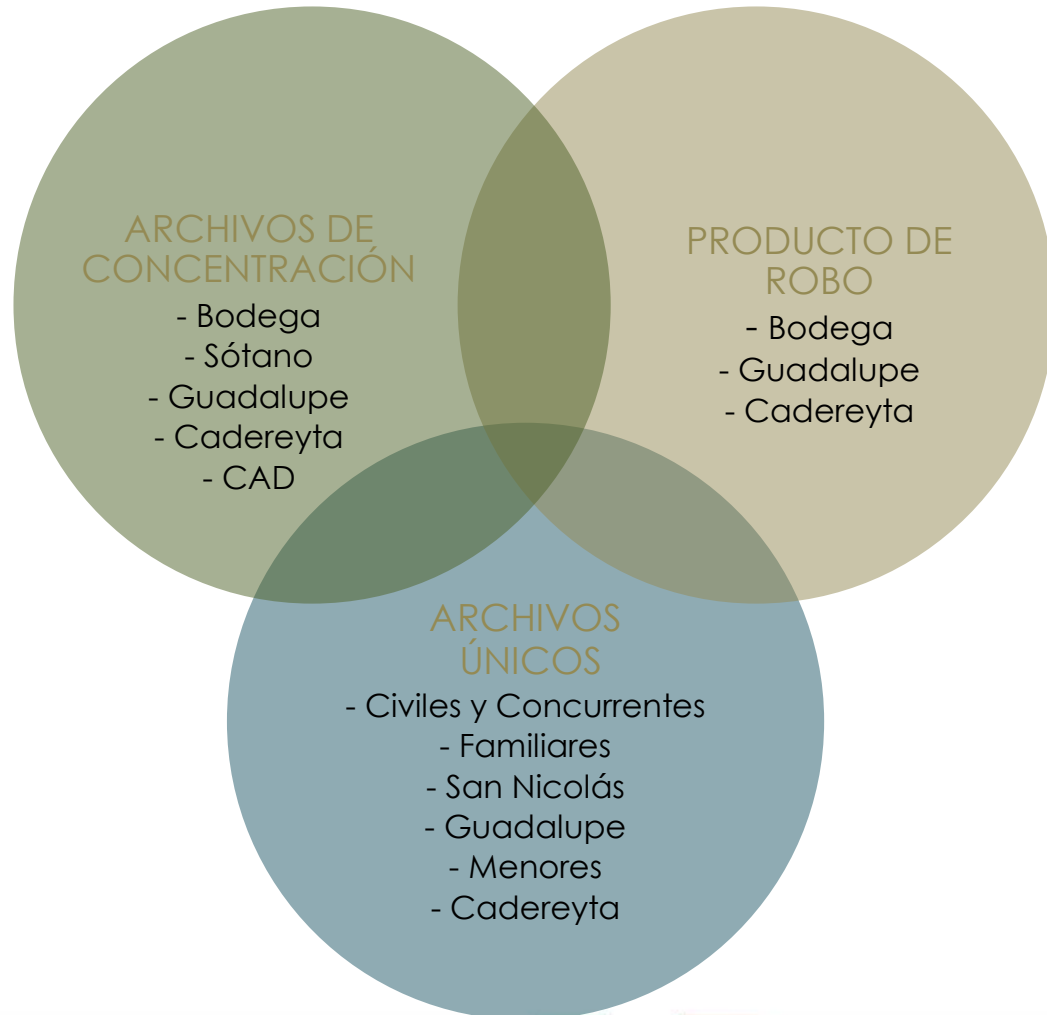 ARCHIVOS DE
CONCENTRACIÓN
- Bodega
- Sótano
- Guadalupe
- Cadereyta
- CAD
PRODUCTO DE
ROBO
- Bodega
- Guadalupe
- Cadereyta
ARCHIVOS
ÚNICOS
- Civiles y Concurrentes
- Familiares
- San Nicolás
- Guadalupe
- Menores
- Cadereyta